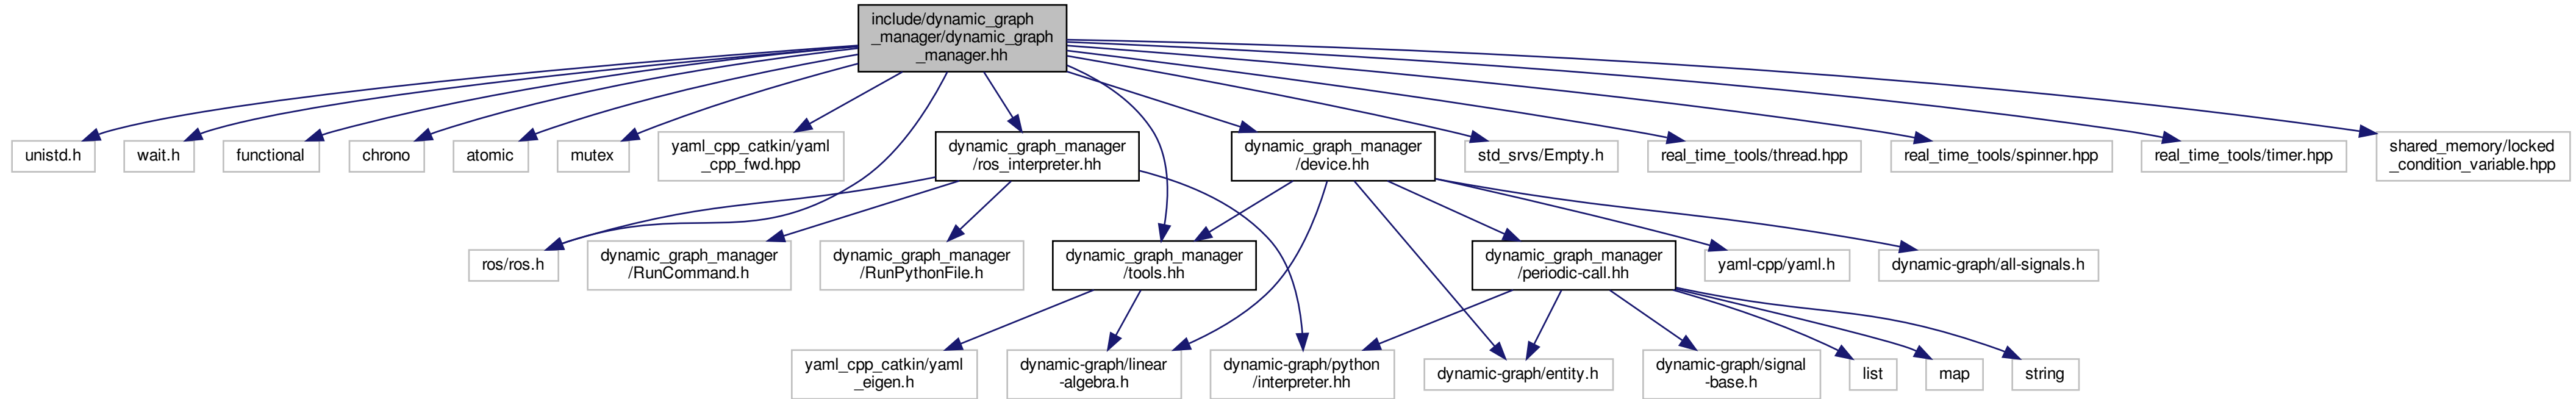 include/dynamic_graph
_manager/dynamic_graph
_manager.hh
unistd.h
wait.h
functional
chrono
atomic
mutex
yaml_cpp_catkin/yaml
_cpp_fwd.hpp
dynamic_graph_manager
/ros_interpreter.hh
dynamic_graph_manager
/device.hh
std_srvs/Empty.h
real_time_tools/thread.hpp
real_time_tools/spinner.hpp
real_time_tools/timer.hpp
shared_memory/locked
_condition_variable.hpp
ros/ros.h
dynamic_graph_manager
/RunCommand.h
dynamic_graph_manager
/RunPythonFile.h
dynamic_graph_manager
/tools.hh
dynamic_graph_manager
/periodic-call.hh
yaml-cpp/yaml.h
dynamic-graph/all-signals.h
yaml_cpp_catkin/yaml
_eigen.h
dynamic-graph/linear
-algebra.h
dynamic-graph/python
/interpreter.hh
dynamic-graph/entity.h
dynamic-graph/signal
-base.h
list
map
string